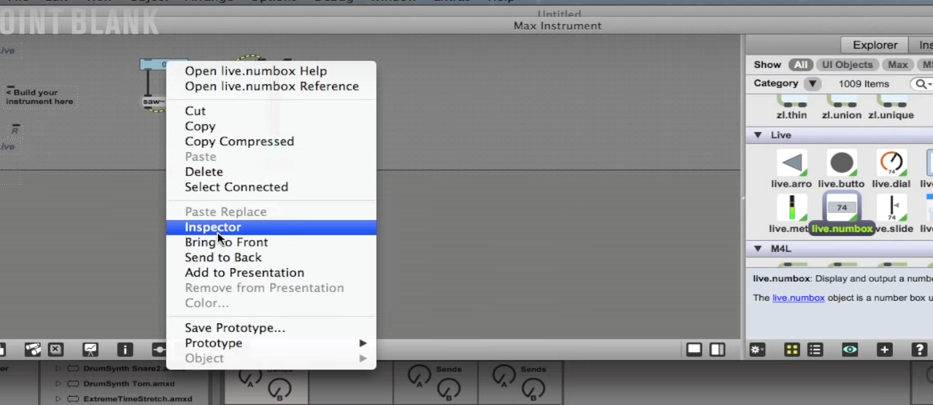 OINT BLANK
Untitled
Max Instrument
ive
< Build your
instrument here
R
ive
saw~
Open live.numbox Help
Open live.numbox Reference
Cut
Copy
Copy Compressed
Paste
Delete
Select Connected
Paste Replace
Inspector
Bring to Front
Send to Back
Add to Presentation
Remove from Presentation
Color...
Save Prototype...
Prototype
Object
Explorer
Ins
Show All UI Objects Max
Category 1009 Items
zl.thin zl.union zl.unique
Live
live.arro live.butto live.dial
74
74
live.met live.numbox ve.slide
M4L
live.numbox: Display and output a numbe
The live.numbox object is a number box u
DrumSynth Snare2.
DrumSynth Tom.amxd
ExtremeTimeStretch.amxd
A B
Sends
A B
Sends
A B